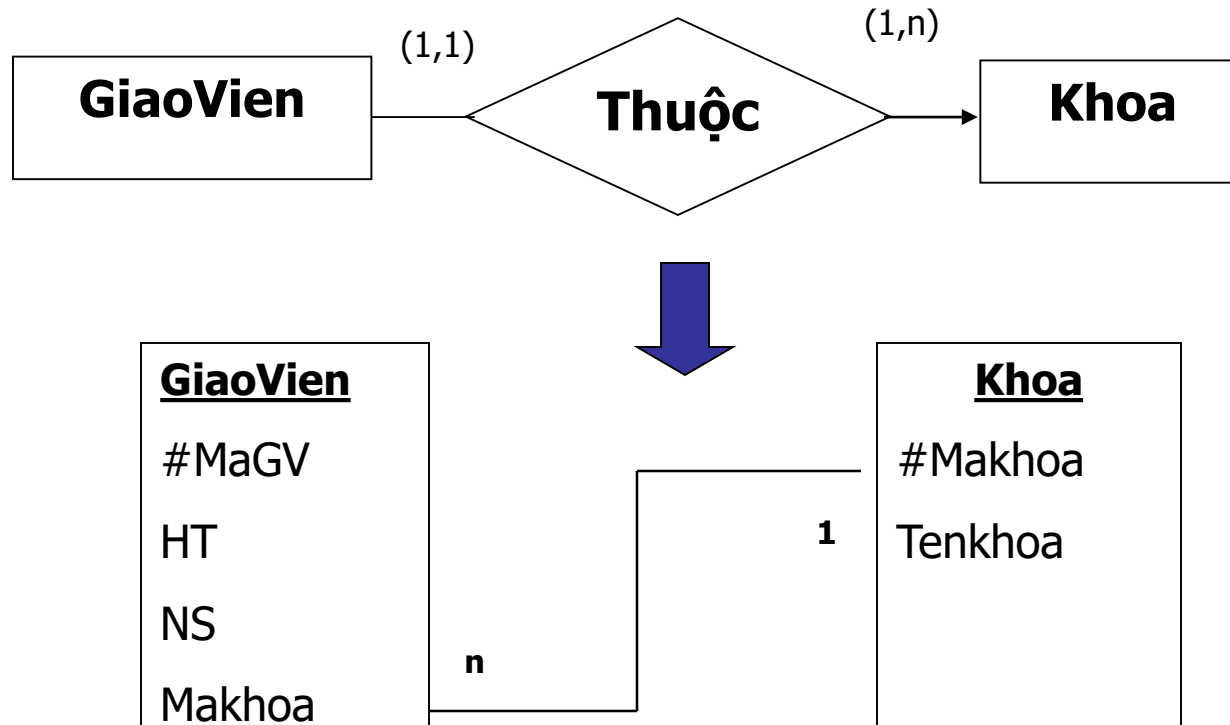 (1,1)
(1,n)
GiaoVien
Thuộc
Khoa
GiaoVien
#MaGV
HT
NS
Makhoa
n
1
Khoa
#Makhoa
Tenkhoa